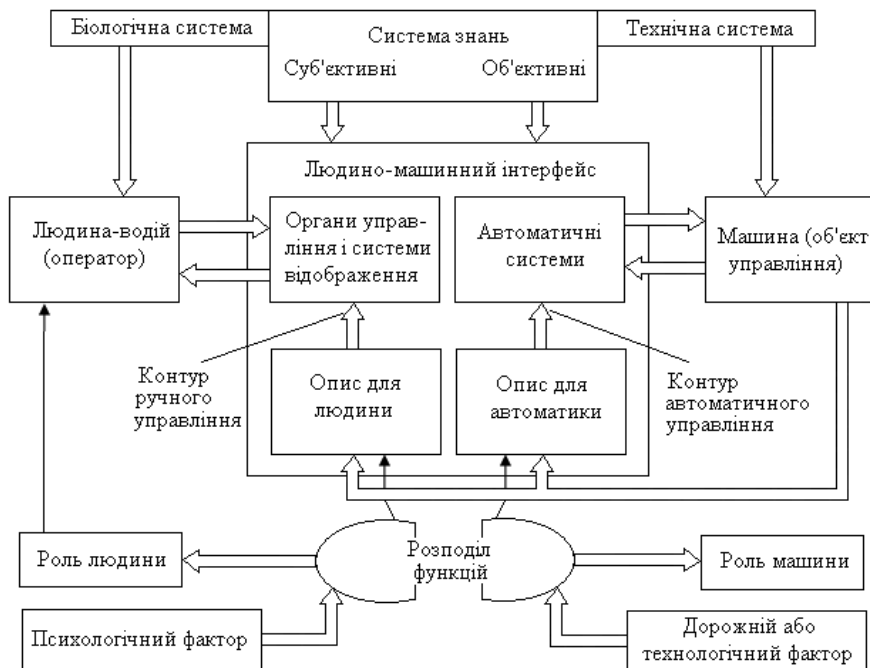 Біологічна система
Система знань
Технічна система
Суб'єктивні
Об'єктивні
Людино-машинний інтерфейс
Людина-водій
(оператор)
Органи управ-
ління і системи
відображення
Автоматичні
системи
Машина (об'єкт
управління)
Контур
ручного
управління
Опис для
людини
Опис для
автоматики
Контур
автоматичного
управління
Роль людини
Розподіл
функцій
Роль машини
Психологічний фактор
Дорожній або
технологічний фактор